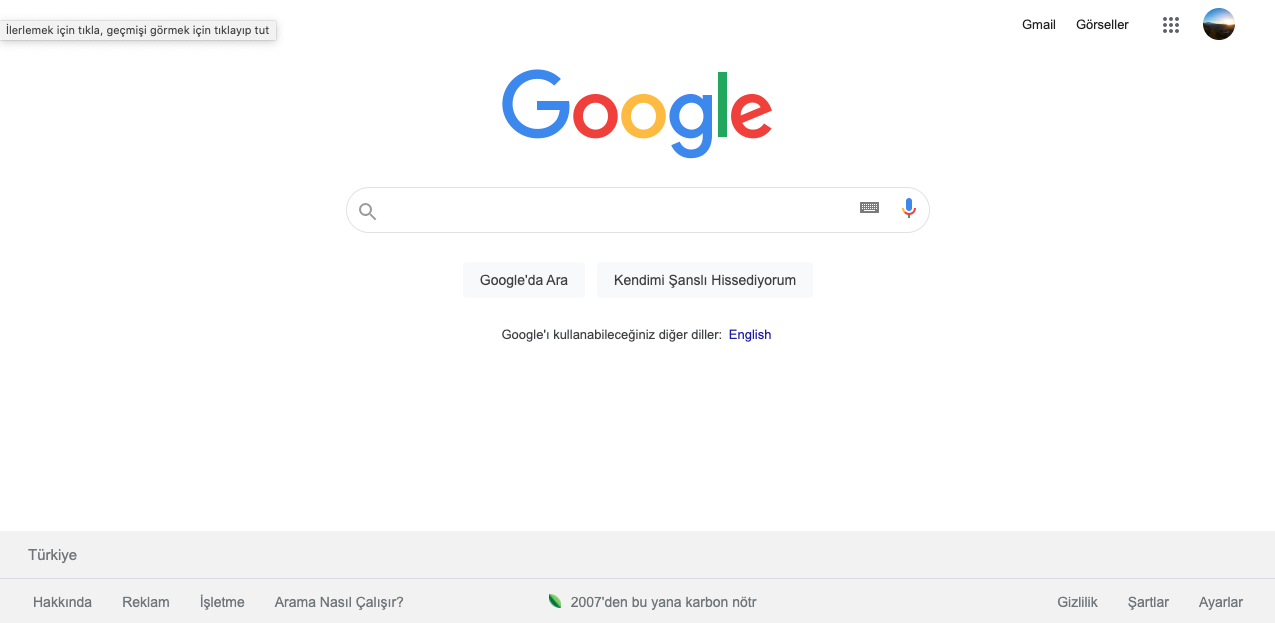 İlerlemek için tıkla, geçmişi görmek için tıklayıp tut
Gmail Görseller
Google
Google'da Ara Kendimi Şanslı Hissediyorum
Google'ı kullanabileceğiniz diğer diller: English
Türkiye
Hakkında Reklam İşletme Arama Nasıl Çalışır? 2007'den bu yana karbon nötr Gizlilik Şartlar Ayarlar